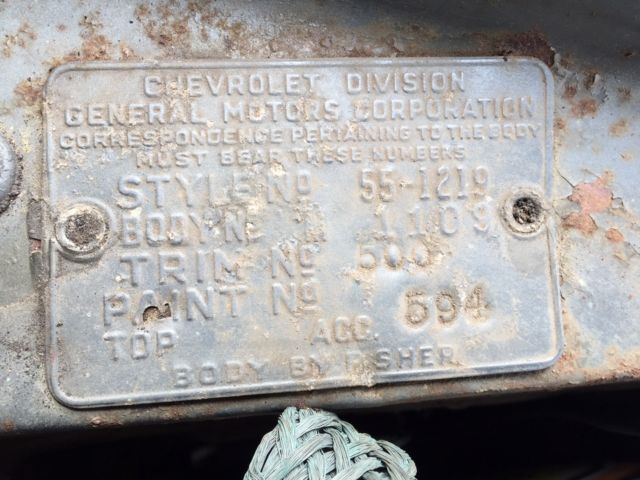 CHEVROLET DIVISION
GENERAL MOTORS CORPORATION
CORRESPONDENCE PERTAINING TO THE BODY
MUST BEAR THESE NUMBERS
STYLE NO 55-1219
BODY 1109
TRIM NO
PAINT NO 594
TOP ACC.
BODY BY FISHER